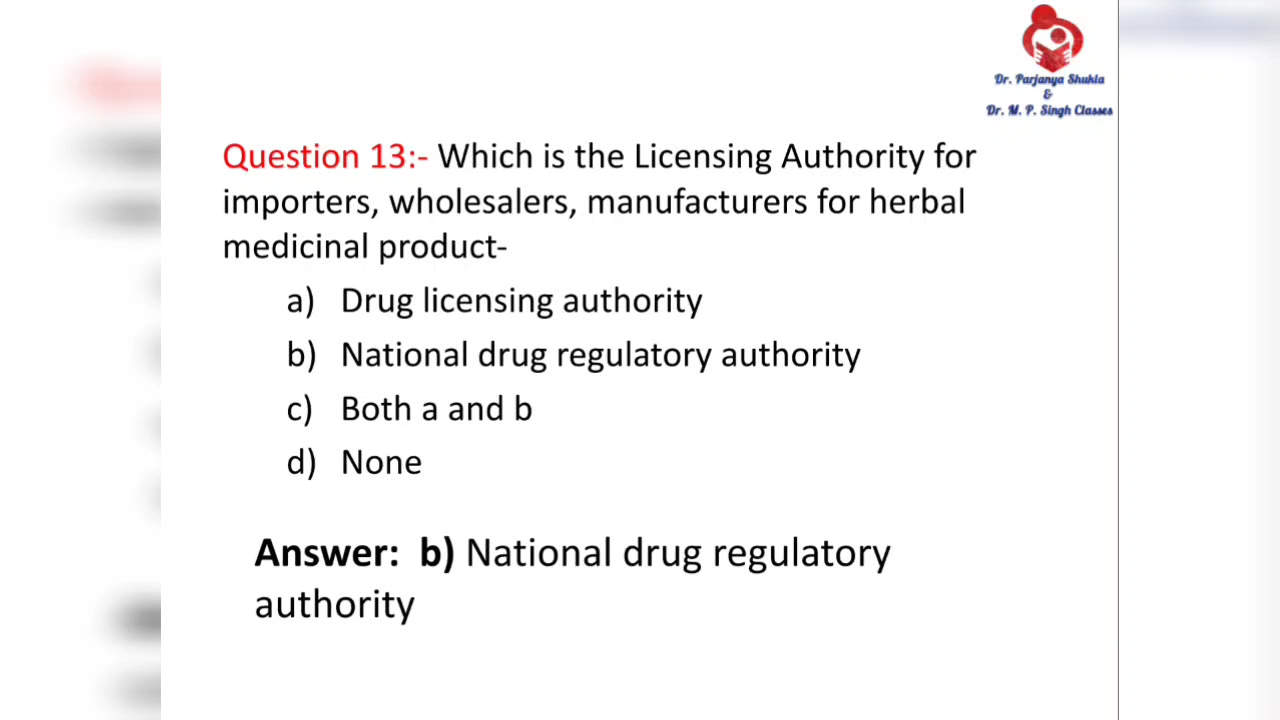 Dr. Parjanya Shukla
&
Dr. M. P. Singh Classes
Question 13:- Which is the Licensing Authority for
importers, wholesalers, manufacturers for herbal
medicinal product-
a) Drug licensing authority
b) National drug regulatory authority
c) Both a and b
d) None
Answer: b) National drug regulatory
authority